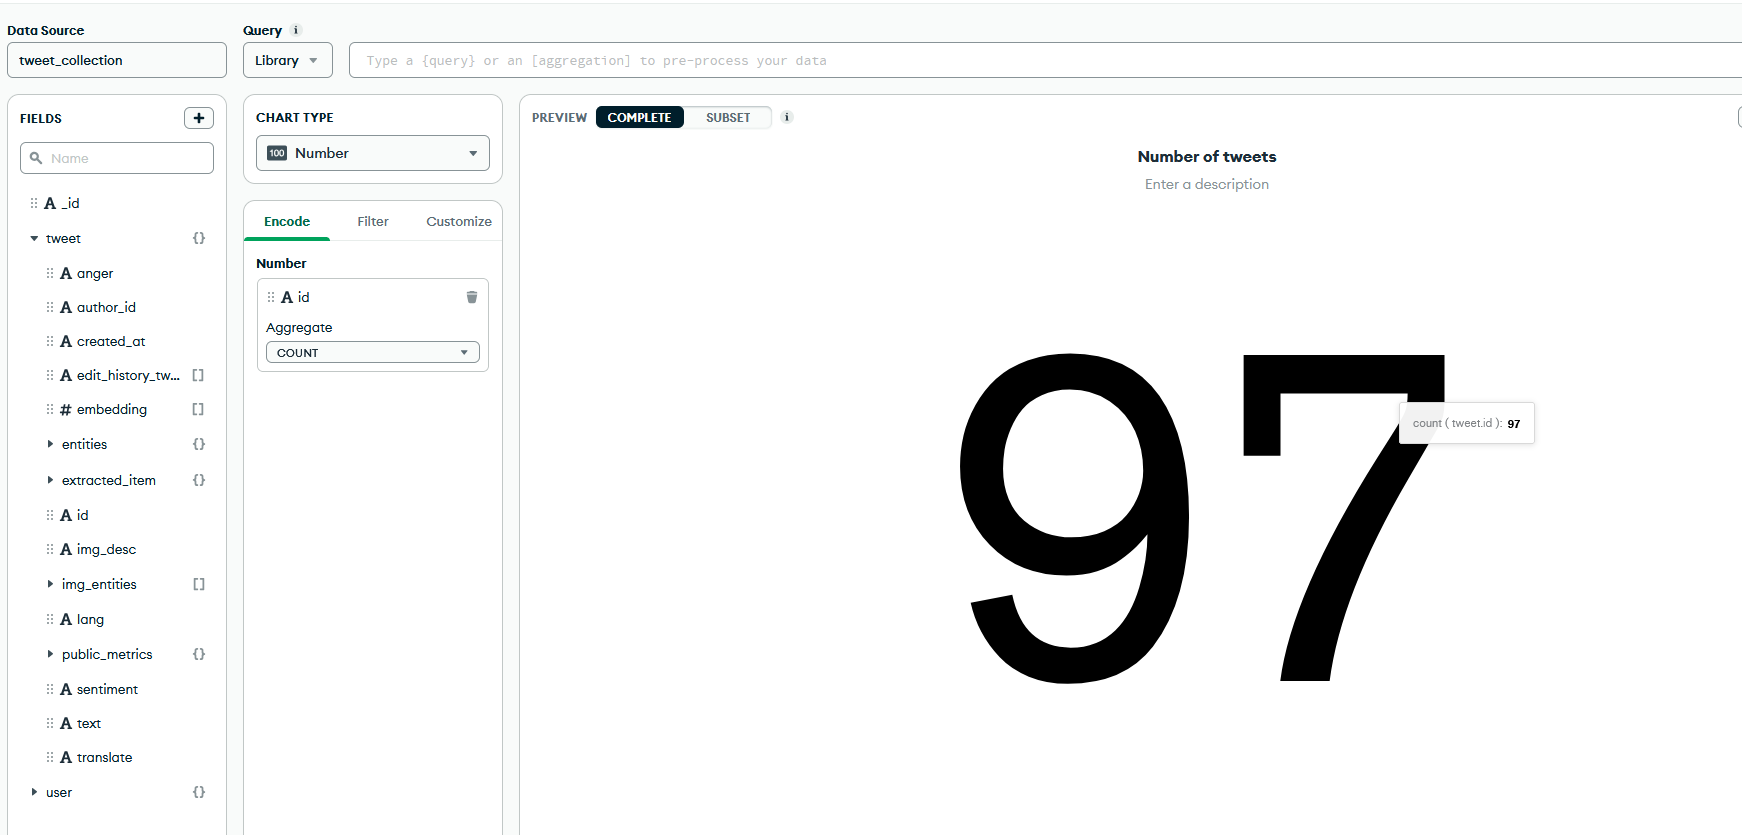 Data Source
tweet_collection
Query i
Library
Type a {query} or an [aggregation] to pre-process your data
FIELDS
+
Name
A _id
tweet {}
A anger
A author_id
A created_at
A edit_history_tw... []
# embedding []
entities {}
extracted_item {}
A id
A img_desc
img_entities []
A lang
public_metrics {}
A sentiment
A text
A translate
user {}
CHART TYPE
100 Number
Encode Filter Customize
Number
A id
Aggregate
COUNT
PREVIEW COMPLETE SUBSET i
Number of tweets
Enter a description
97
count ( tweet.id ): 97